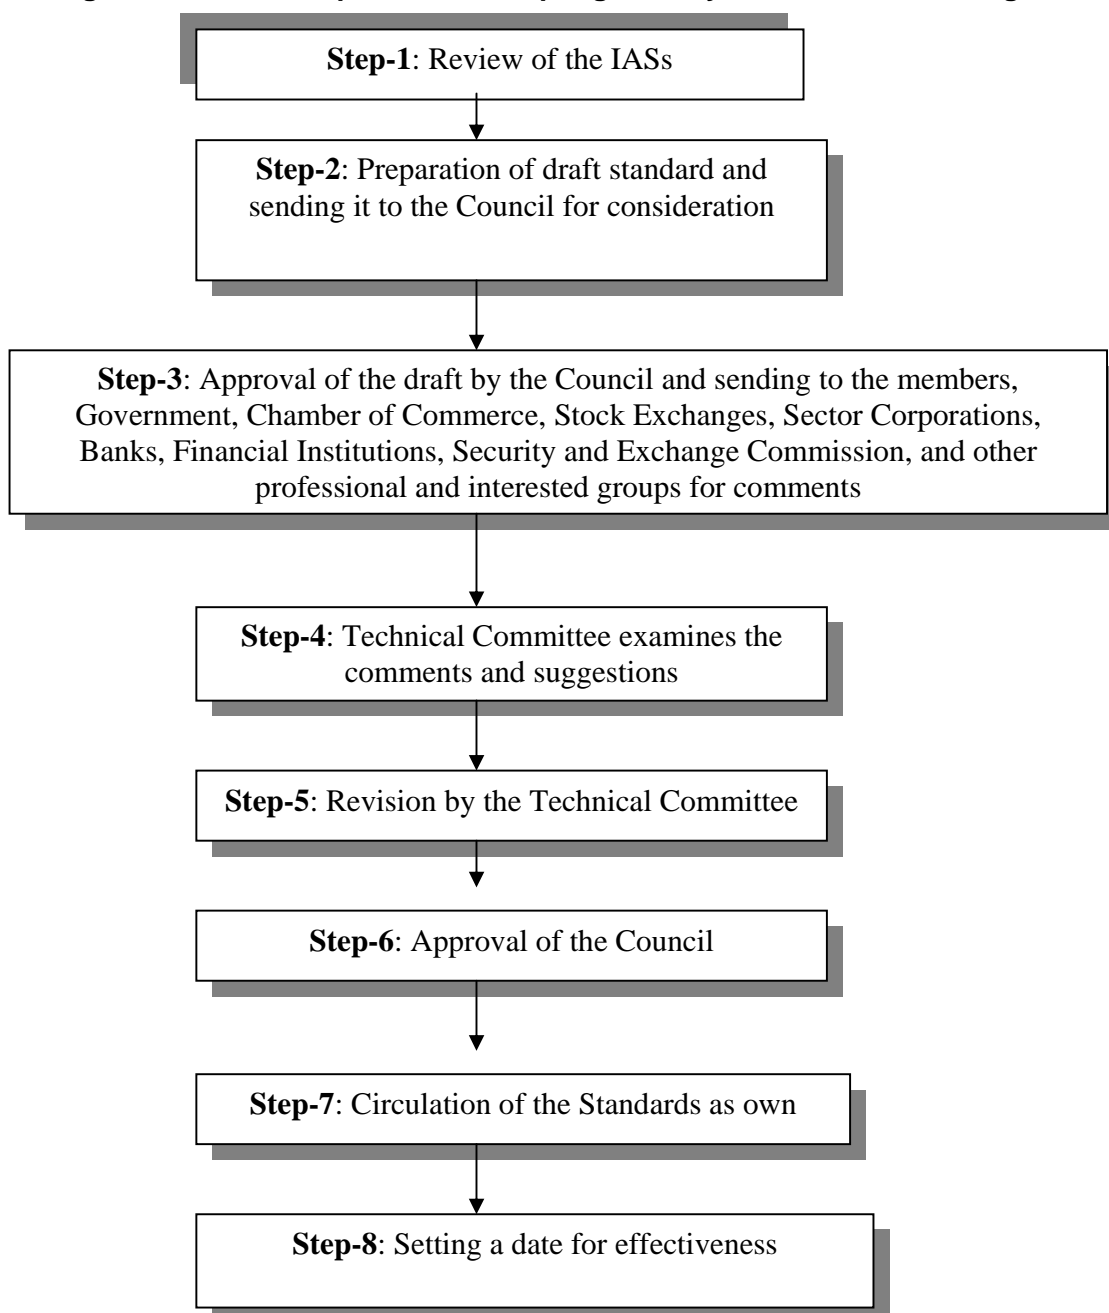 Step-1: Review of the IASs
Step-2: Preparation of draft standard and
sending it to the Council for consideration
Step-3: Approval of the draft by the Council and sending to the members,
Government, Chamber of Commerce, Stock Exchanges, Sector Corporations,
Banks, Financial Institutions, Security and Exchange Commission, and other
professional and interested groups for comments
Step-4: Technical Committee examines the
comments and suggestions
Step-5: Revision by the Technical Committee
Step-6: Approval of the Council
Step-7: Circulation of the Standards as own
Step-8: Setting a date for effectiveness